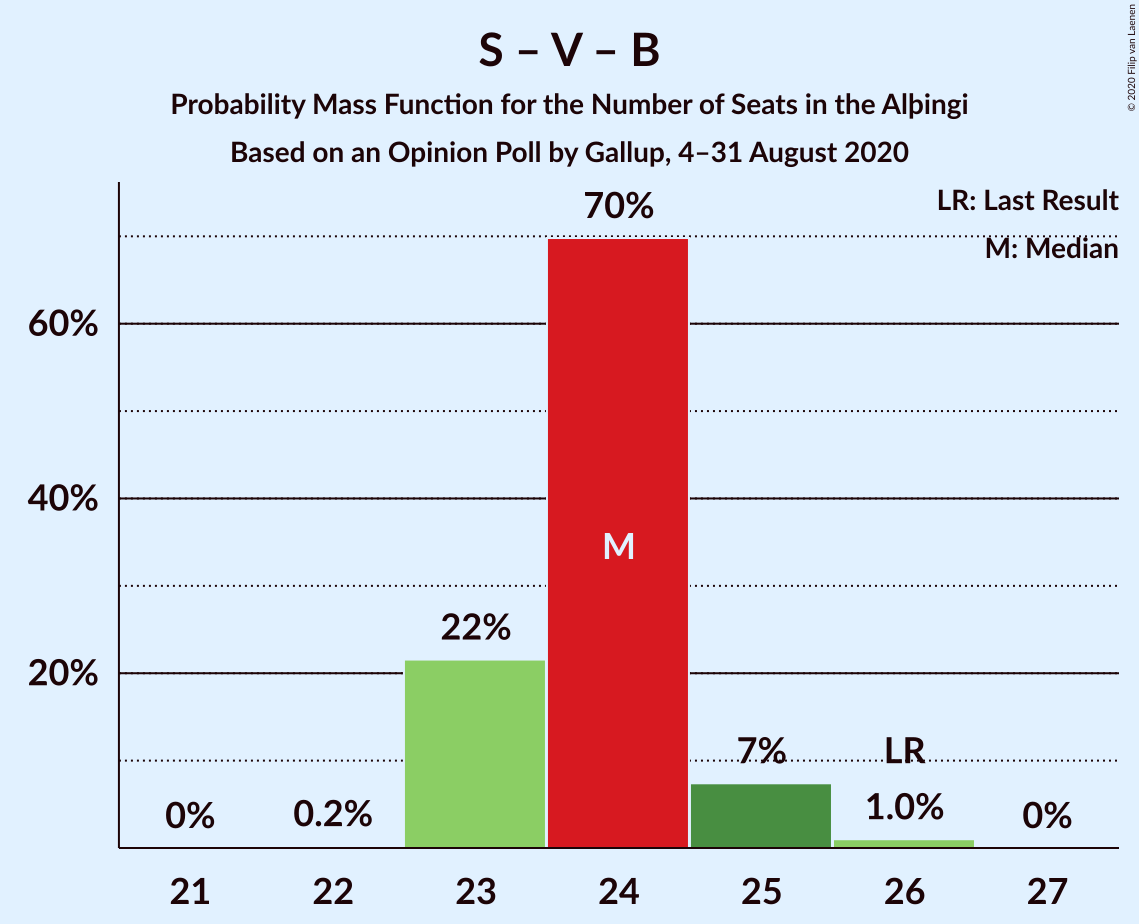 S – V – B
Probability Mass Function for the Number of Seats in the Alþingi
Based on an Opinion Poll by Gallup, 4–31 August 2020
© 2020 Filip van Laenen
LR: Last Result
M: Median
70%
60%
40%
M
22%
20%
7%
LR
0%
0.2%
1.0%
0%
21 22 23 24 25 26 27